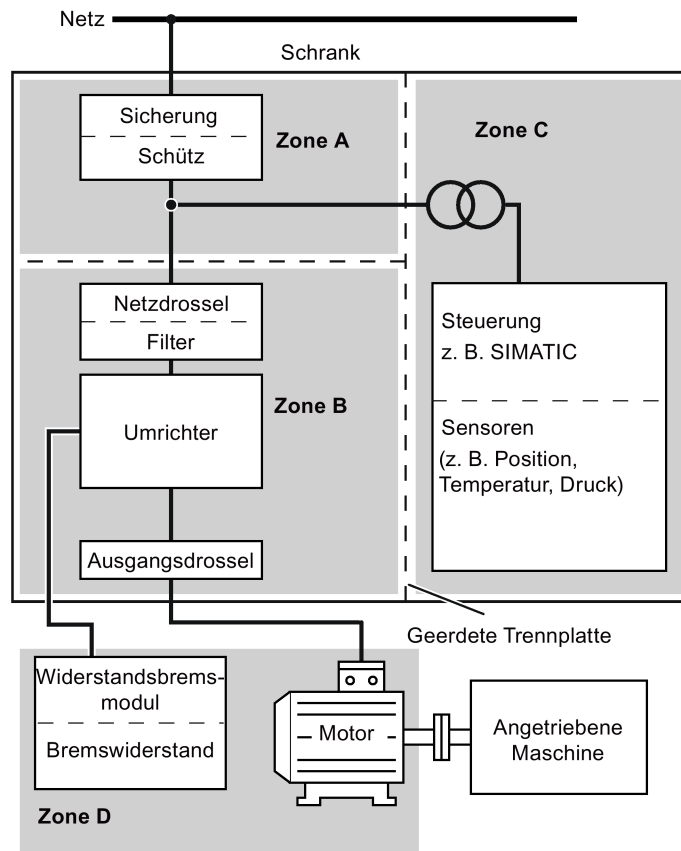 Netz
Schrank
Sicherung
Schütz
Zone A
Zone C
Netzdrossel
Filter
Steuerung
z. B. SIMATIC
Umrichter
Zone B
Sensoren
(z. B. Position,
Temperatur, Druck)
Ausgangsdrossel
Geerdete Trennplatte
Widerstandsbrems-
modul
Bremswiderstand
Motor
Angetriebene
Maschine
Zone D